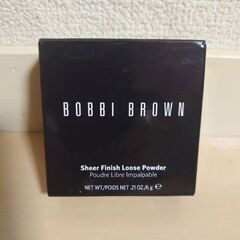 BOBBI BROWN
Sheer Finish Loose Powder
Poudre Libre Impalpable
NET WT/POIDS NET .21 OZ/6 g ℮